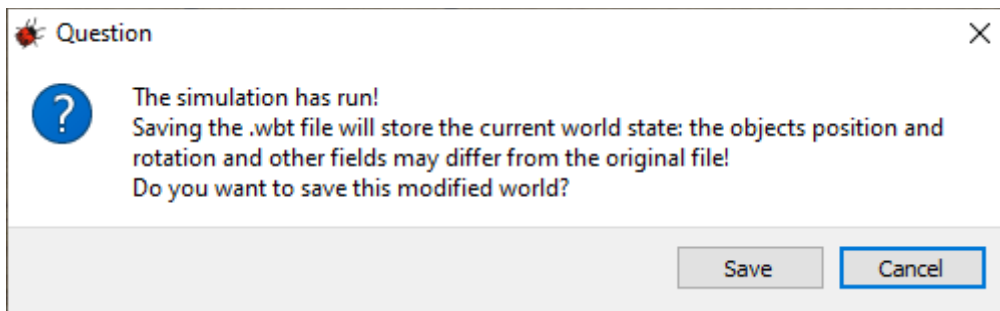 Question
?
The simulation has run!
Saving the .wbt file will store the current world state: the objects position and
rotation and other fields may differ from the original file!
Do you want to save this modified world?
Save Cancel